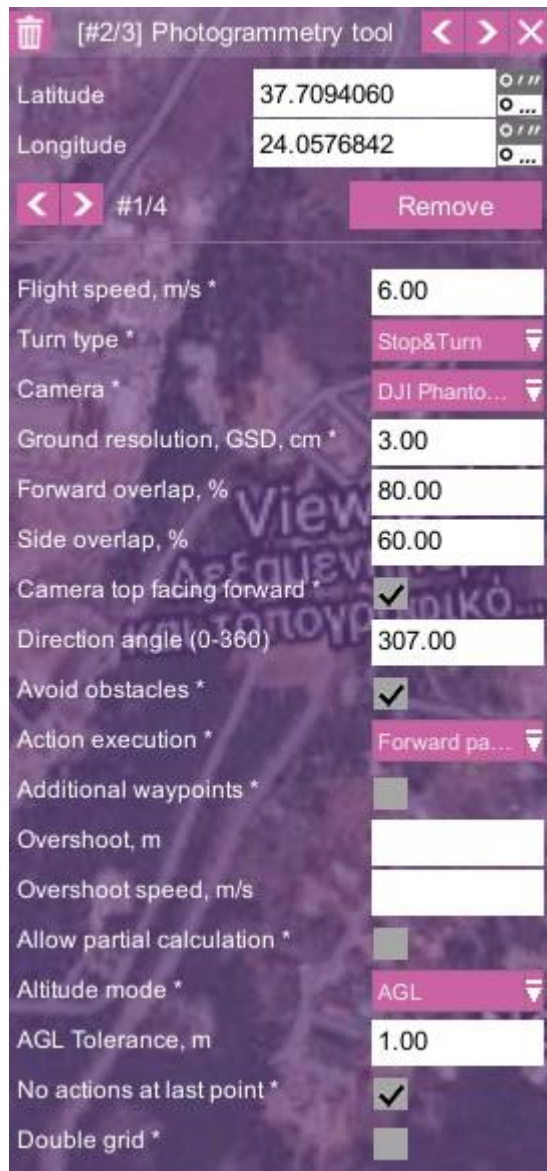 [#2/3] Photogrammetry tool
Latitude 37.7094060
Longitude 24.0576842
#1/4 Remove
Flight speed, m/s * 6.00
Turn type * Stop&Turn
Camera * DJI Phanto...
Ground resolution, GSD, cm * 3.00
Forward overlap, % 80.00
View
Side overlap, % 60.00
Camera top facing forward *
Direction angle (0-360) 307.00
Avoid obstacles *
Action execution * Forward pa...
Additional waypoints *
Overshoot, m
Overshoot speed, m/s
Allow partial calculation *
Altitude mode * AGL
AGL Tolerance, m 1.00
No actions at last point *
Double grid *